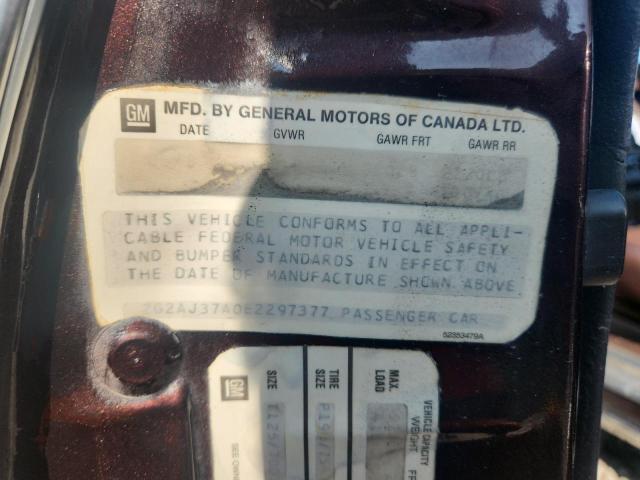 GM MFD. BY GENERAL MOTORS OF CANADA LTD.
DATE GVWR GAWR FRT GAWR RR
THIS VEHICLE CONFORMS TO ALL APPLI-
CABLE FEDERAL MOTOR VEHICLE SAFETY
AND BUMPER STANDARDS IN EFFECT ON
THE DATE OF MANUFACTURE SHOWN ABOVE
2G2AJ37A0E2297377 PASSENGER CAR
52353479A
GM
SIZE
TIRE
SIZE
MAX.
LOAD
VEHICLE CAPACITY
WEIGHT
SEE